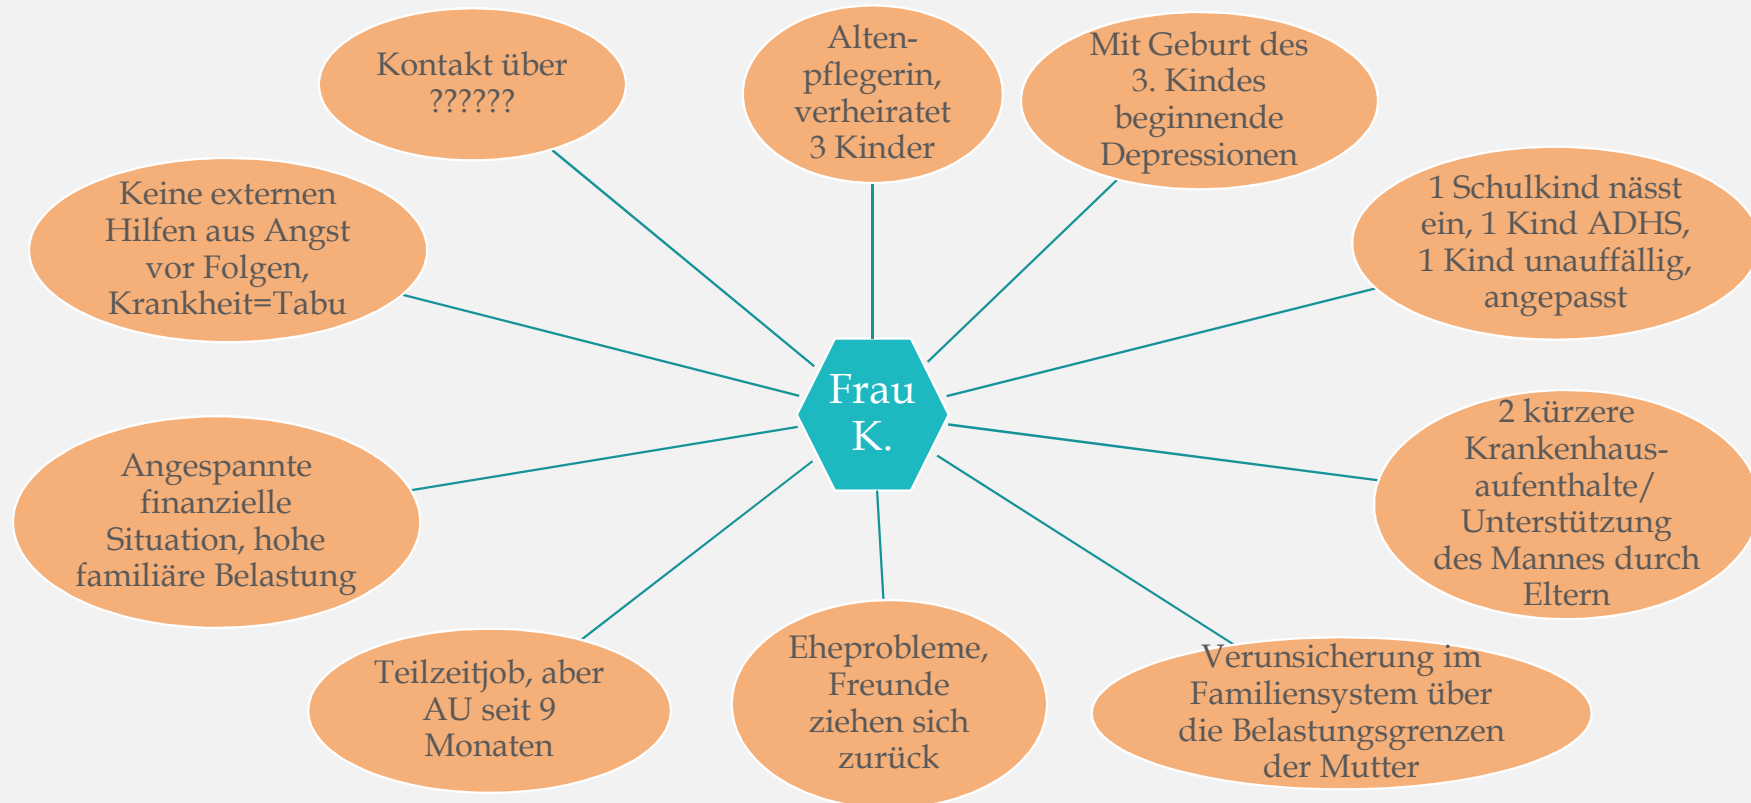 Frau
K.
Alten-
pflegerin,
verheiratet
3 Kinder
Mit Geburt des
3. Kindes
beginnende
Depressionen
1 Schulkind nässt
ein, 1 Kind ADHS,
1 Kind unauffällig,
angepasst
2 kürzere
Krankenhaus-
aufenthalte/
Unterstützung
des Mannes durch
Eltern
Verunsicherung im
Familiensystem über
die Belastungsgrenzen
der Mutter
Eheprobleme,
Freunde
ziehen sich
zurück
Teilzeitjob, aber
AU seit 9
Monaten
Angespannte
finanzielle
Situation, hohe
familiäre Belastung
Keine externen
Hilfen aus Angst
vor Folgen,
Krankheit=Tabu
Kontakt über
??????